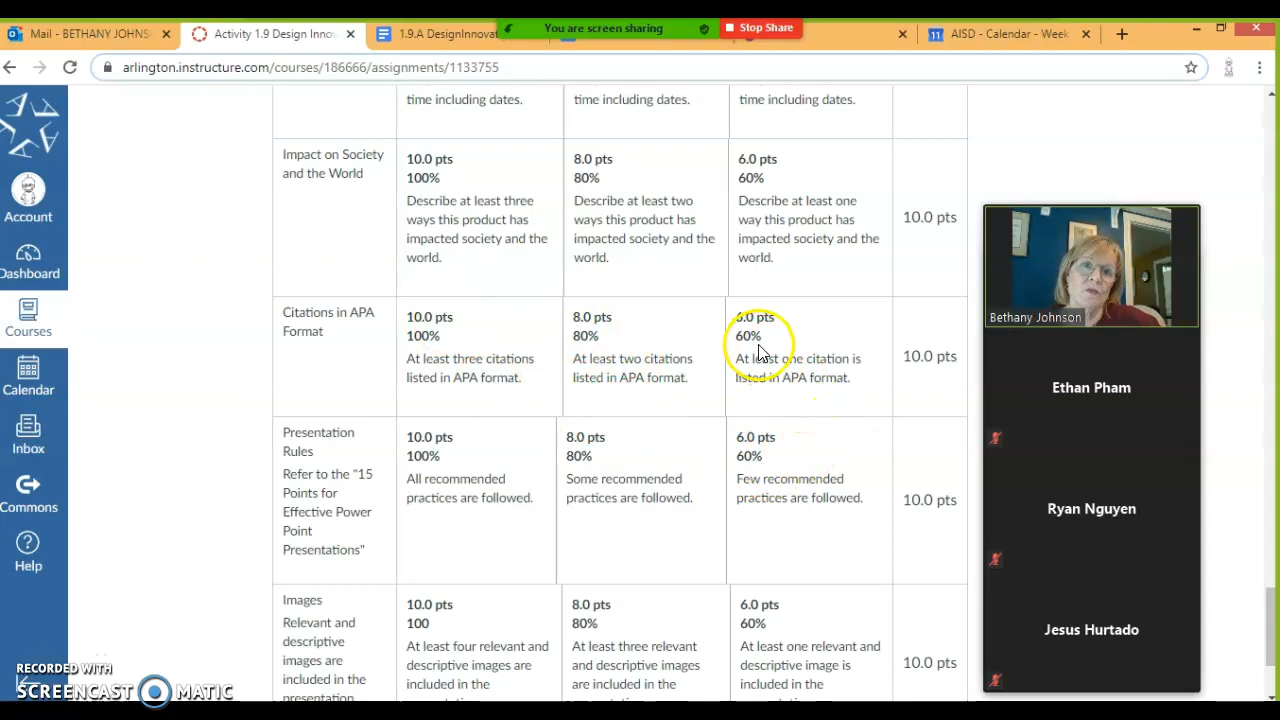 You are screen sharing
Stop Share
Mail - BETHANY JOHNS
Activity 1.9 Design Inno
1.9.A DesignInnovat
11
AISD - Calendar - Week
arlington.instructure.com/courses/186666/assignments/1133755
Account
Dashboard
Courses
Calendar
Inbox
Commons
Help
time including dates.
time including dates.
time including dates.
Impact on Society
and the World
10.0 pts
100%
Describe at least three
ways this product has
impacted society and the
world.
8.0 pts
80%
Describe at least two
ways this product has
impacted society and the
world.
6.0 pts
60%
Describe at least one
way this product has
impacted society and the
world.
10.0 pts
Citations in APA
Format
10.0 pts
100%
At least three citations
listed in APA format.
8.0 pts
80%
At least two citations
listed in APA format.
6.0 pts
60%
At least one citation is
listed in APA format.
10.0 pts
Presentation
Rules
Refer to the "15
Points for
Effective Power
Point
Presentations"
10.0 pts
100%
All recommended
practices are followed.
8.0 pts
80%
Some recommended
practices are followed.
6.0 pts
60%
Few recommended
practices are followed.
10.0 pts
Images
Relevant and
descriptive
images are
included in the
presentation
10.0 pts
100
At least four relevant and
descriptive images are
included in the
8.0 pts
80%
At least three relevant
and descriptive images
are included in the
6.0 pts
60%
At least one relevant and
descriptive image is
included in the
10.0 pts
Bethany Johnson
Ethan Pham
Ryan Nguyen
Jesus Hurtado
RECORDED WITH
SCREENCAST MATIC